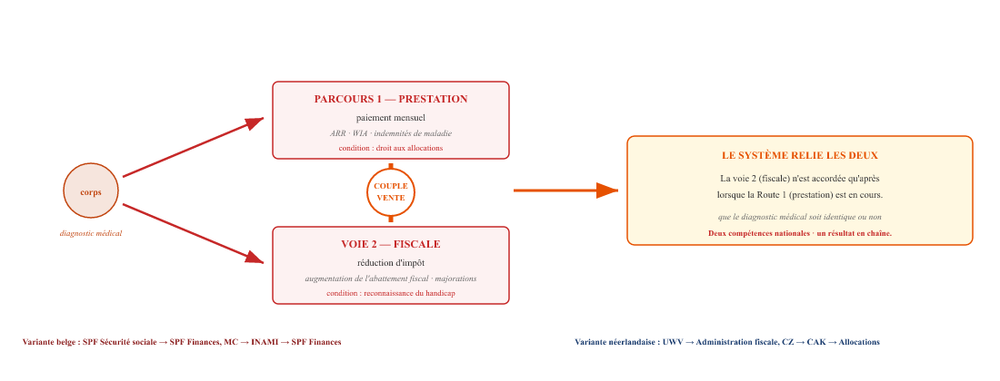 PARCOURS 1 — PRESTATION
paiement mensuel
ARR · WIA · indemnités de maladie
condition : droit aux allocations
corps
diagnostic médical
COUPLE
VENTE
VOIE 2 — FISCALE
réduction d'impôt
augmentation de l'abattement fiscal · majorations
condition : reconnaissance du handicap
LE SYSTÈME RELIE LES DEUX
La voie 2 (fiscale) n'est accordée qu'après
lorsque la Route 1 (prestation) est en cours.
que le diagnostic médical soit identique ou non
Deux compétences nationales · un résultat en chaîne.
Variante belge : SPF Sécurité sociale → SPF Finances, MC → INAMI → SPF Finances
Variante néerlandaise : UWV → Administration fiscale, CZ → CAK → Allocations